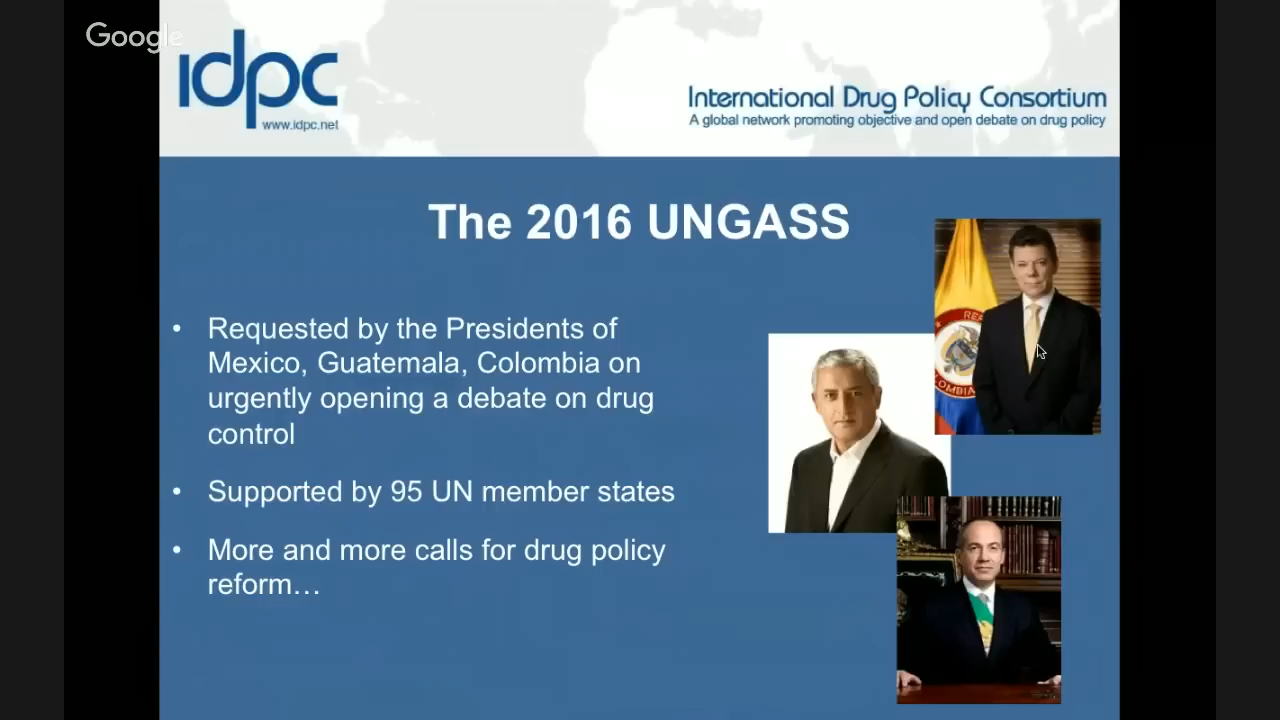 Google
idpc
www.idpc.net
International Drug Policy Consortium
A global network promoting objective and open debate on drug policy
The 2016 UNGASS
• Requested by the Presidents of
Mexico, Guatemala, Colombia on
urgently opening a debate on drug
control
• Supported by 95 UN member states
• More and more calls for drug policy
reform…